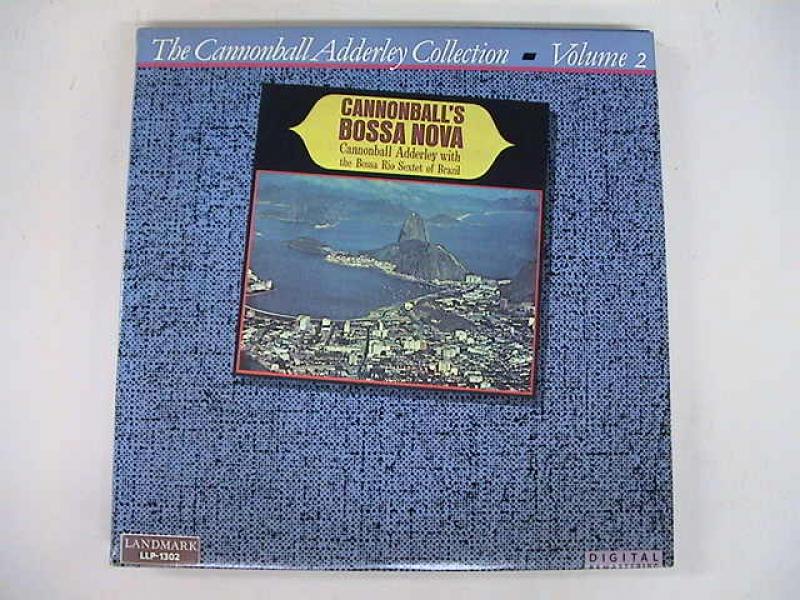 The Cannonball Adderley Collection - Volume 2
CANNONBALL'S
BOSSA NOVA
Cannonball Adderley with
the Bossa Rio Sextet of Brazil
LANDMARK
LLP-1302
DIGITAL
REMASTERING